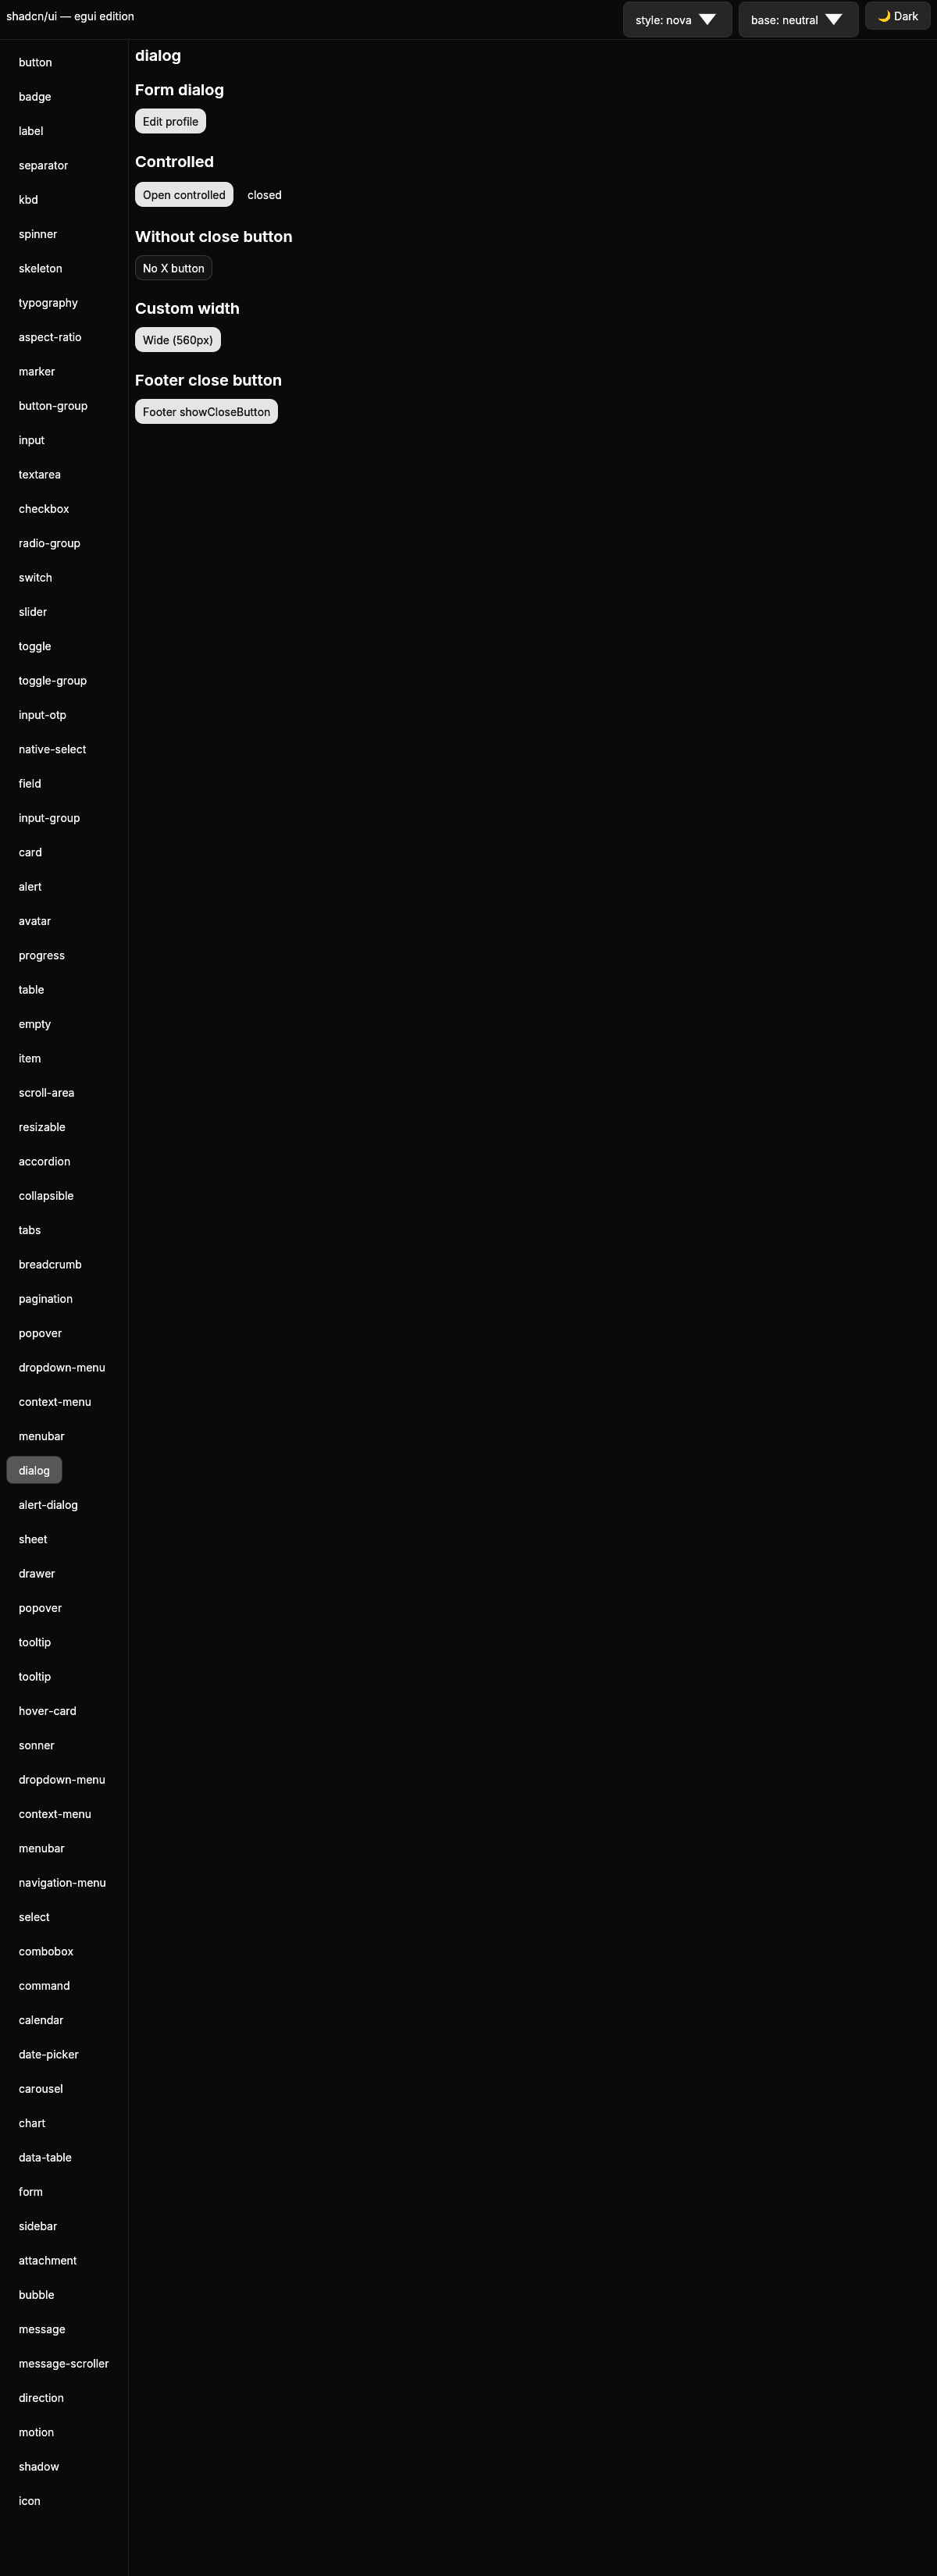 shadcn/ui — egui edition
style: nova
base: neutral
🌙 Dark
button
badge
label
separator
kbd
spinner
skeleton
typography
aspect-ratio
marker
button-group
input
textarea
checkbox
radio-group
switch
slider
toggle
toggle-group
input-otp
native-select
field
input-group
card
alert
avatar
progress
table
empty
item
scroll-area
resizable
accordion
collapsible
tabs
breadcrumb
pagination
popover
dropdown-menu
context-menu
menubar
dialog
alert-dialog
sheet
drawer
popover
tooltip
tooltip
hover-card
sonner
dropdown-menu
context-menu
menubar
navigation-menu
select
combobox
command
calendar
date-picker
carousel
chart
data-table
form
sidebar
attachment
bubble
message
message-scroller
direction
motion
shadow
icon
dialog
Form dialog
Edit profile
Controlled
Open controlled closed
Without close button
No X button
Custom width
Wide (560px)
Footer close button
Footer showCloseButton